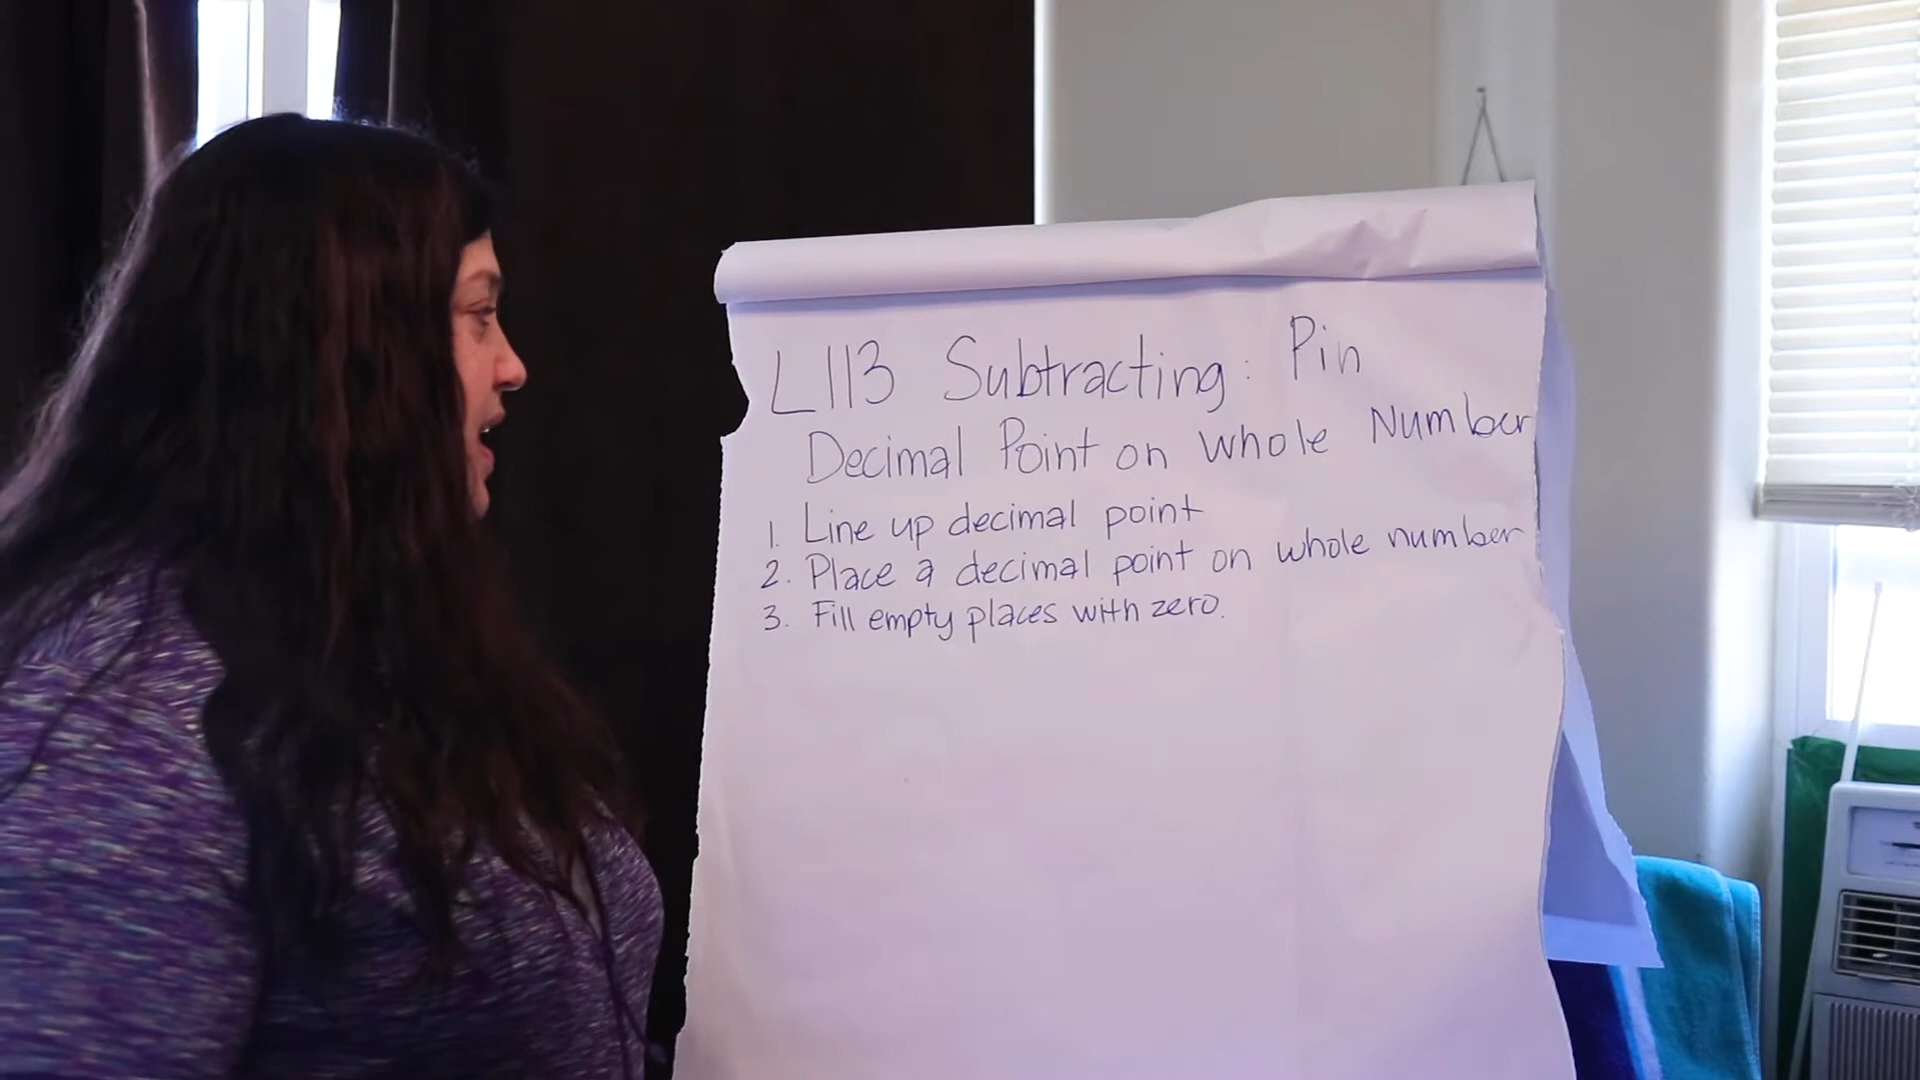 L113 Subtracting: Pin
Decimal Point on whole Number
1. Line up decimal point
2. Place a decimal point on whole number
3. Fill empty places with zero.